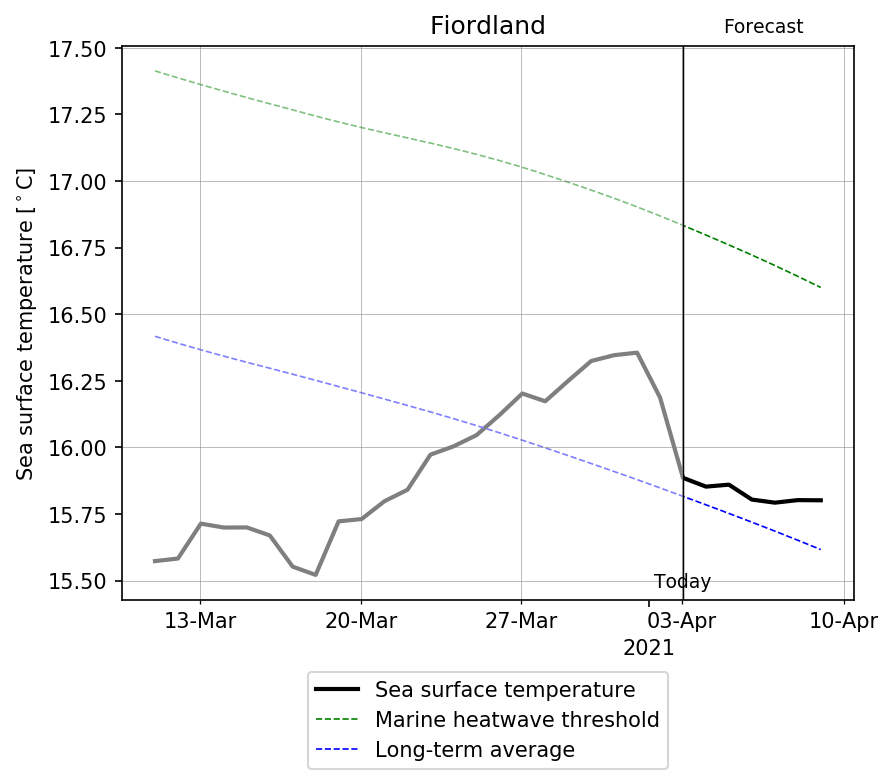 Fiordland
Forecast
17.50
17.25
17.00
16.75
16.50
16.25
16.00
15.75
15.50
Sea surface temperature [°C]
Today
13-Mar 20-Mar 27-Mar 03-Apr 10-Apr
2021
Sea surface temperature
Marine heatwave threshold
Long-term average